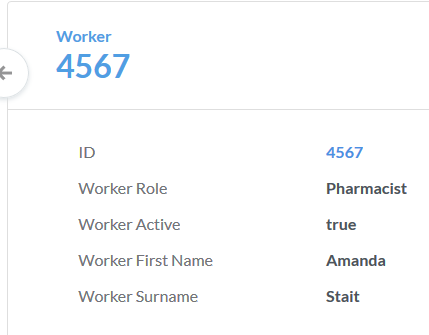 Worker
4567
ID 4567
Worker Role Pharmacist
Worker Active true
Worker First Name Amanda
Worker Surname Stait